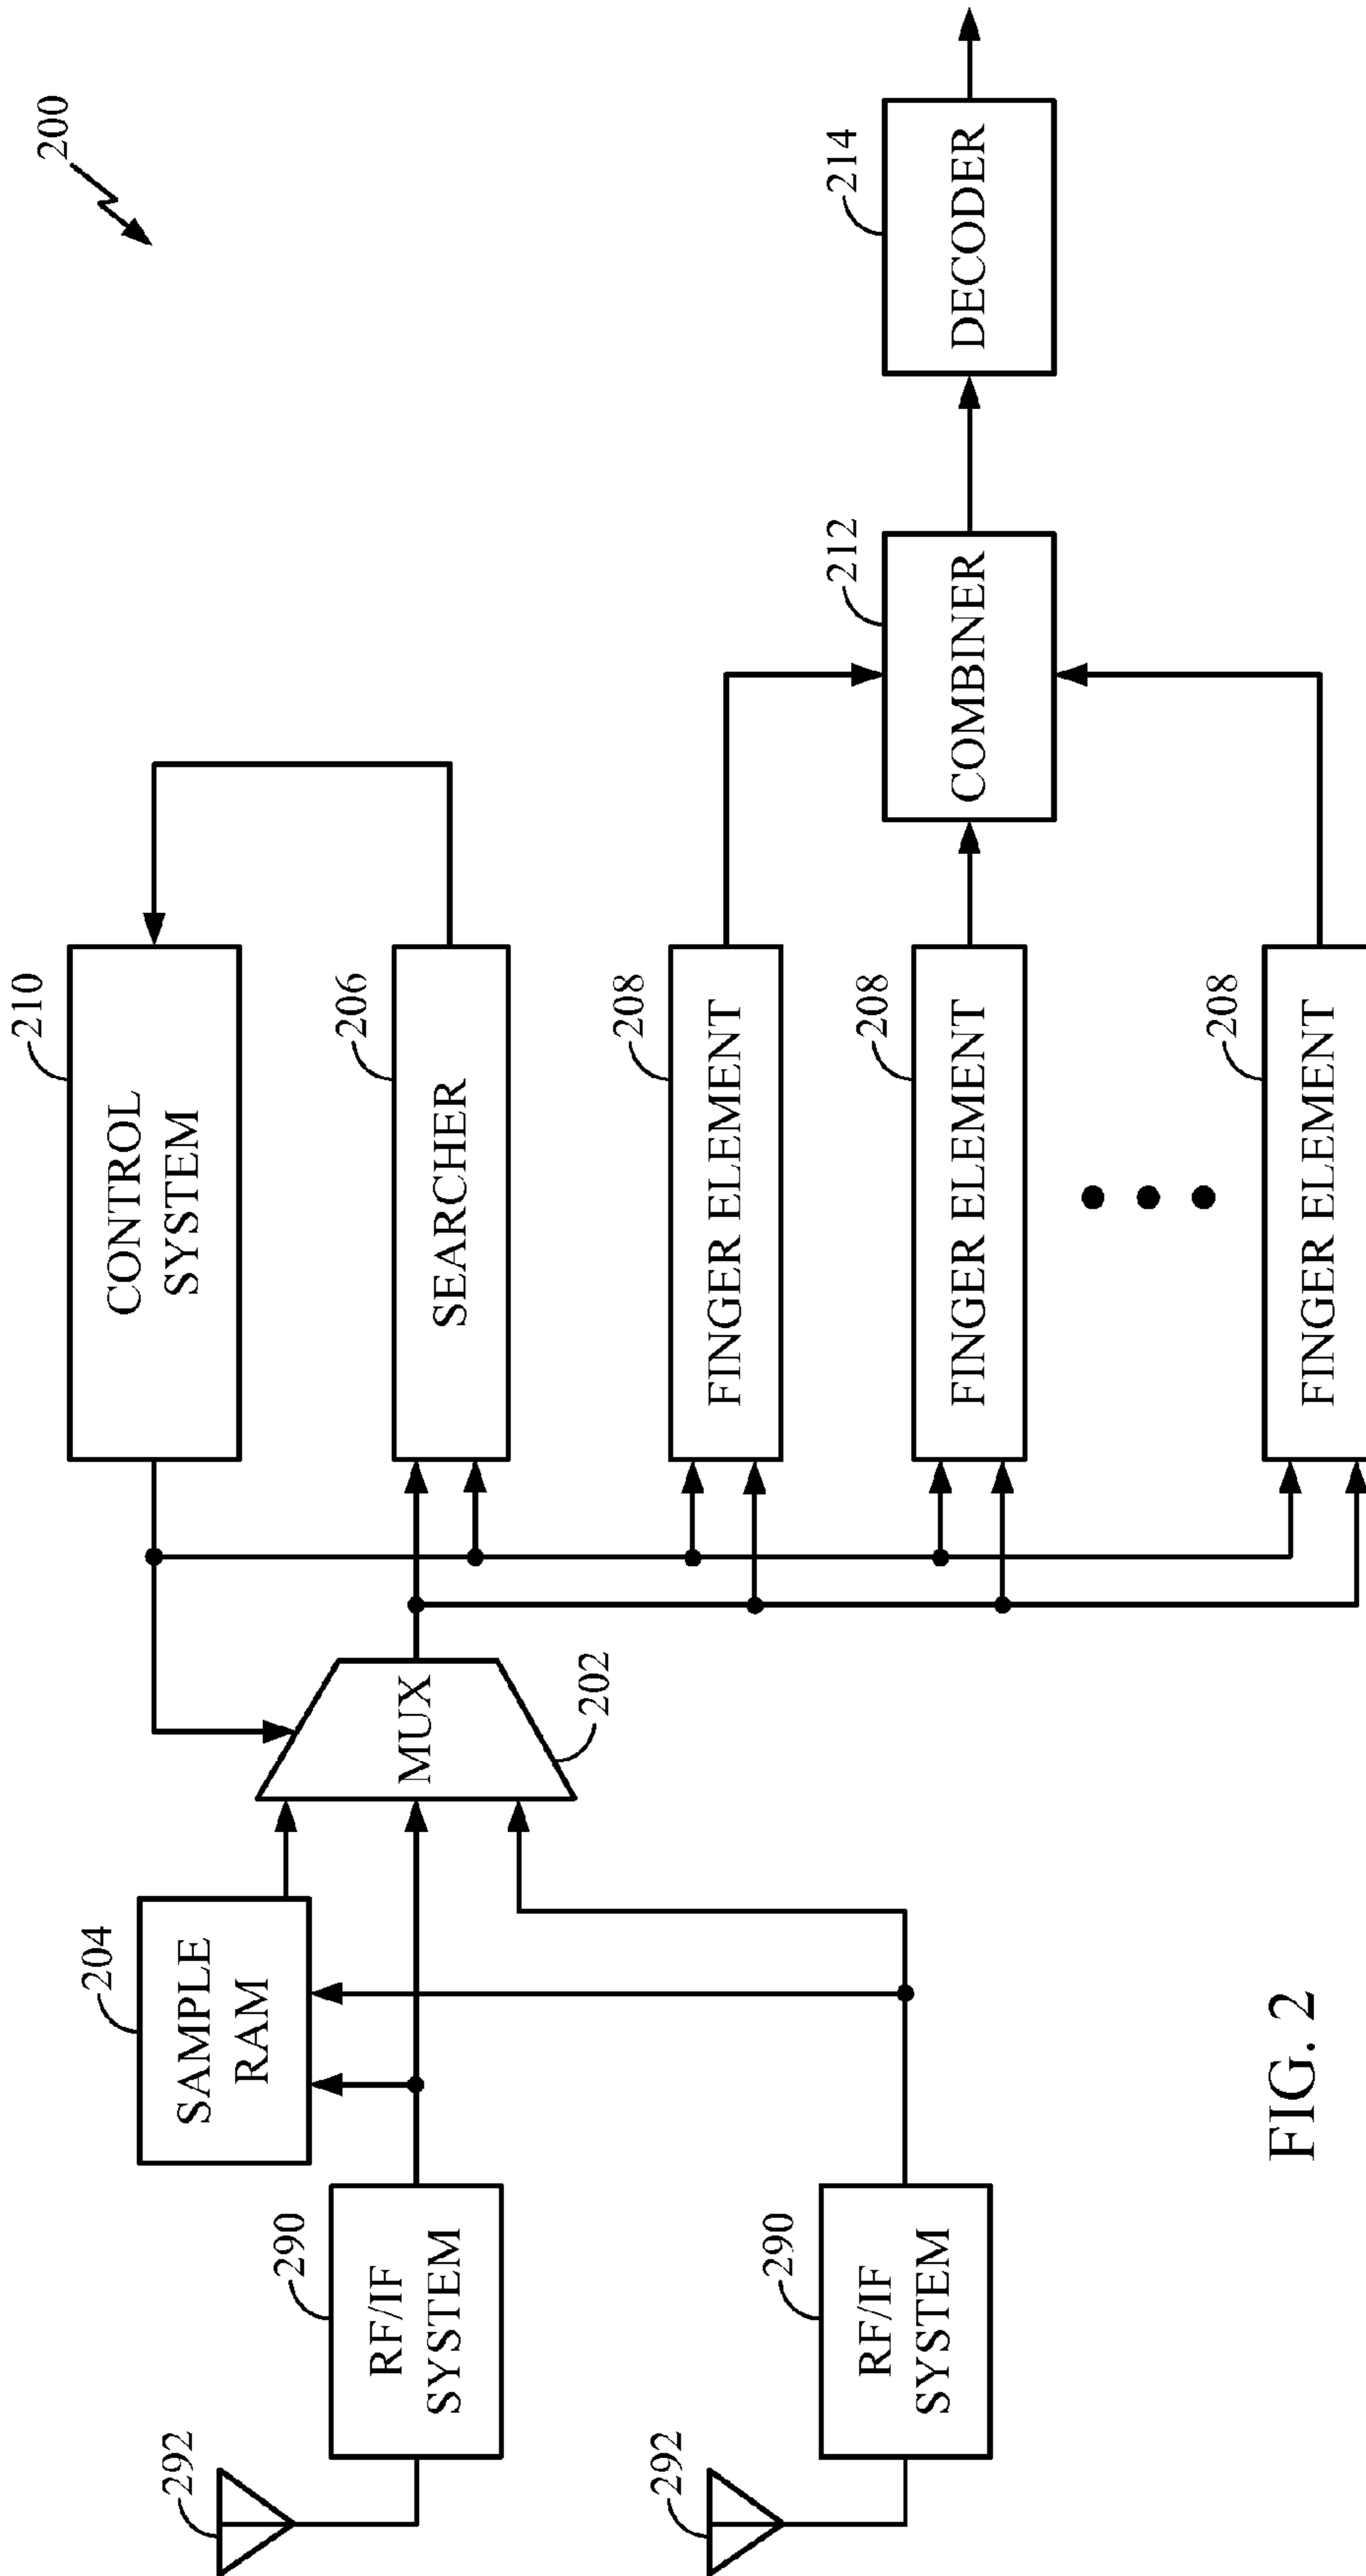 200
210
CONTROL
SYSTEM
204
SAMPLE
RAM
206
SEARCHER
MUX
202
292
290
RF/IF
SYSTEM
208
FINGER ELEMENT
212
COMBINER
214
DECODER
208
FINGER ELEMENT
292
290
RF/IF
SYSTEM
208
FINGER ELEMENT
FIG. 2